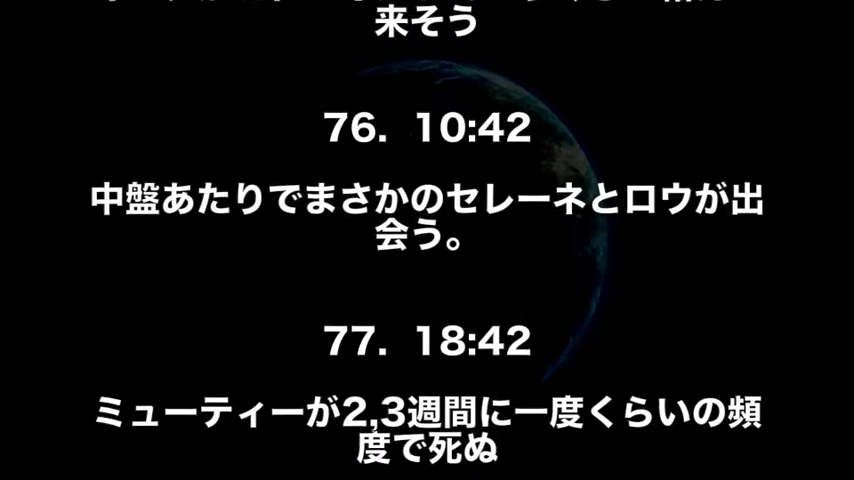 来そう
76. 10:42
中盤あたりでまさかのセレーネとロウが出
会う。
77. 18:42
ミューティーが2,3週間に一度くらいの頻
度で死ぬ